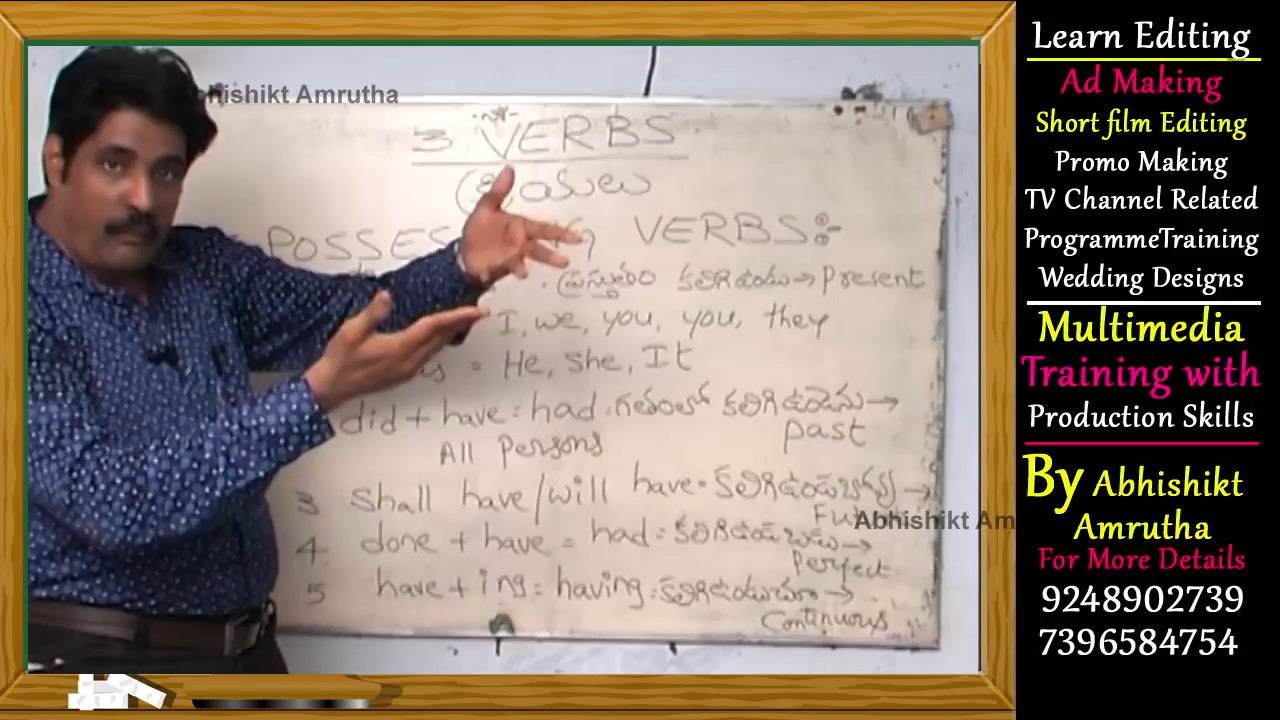 Abhishikt Amrutha
3 VERBS
క్రియలు
POSSES VERBS:-
ప్రస్తుతం కలిగి ఉండు → present
I, we, you, you, they
= He, She, It
did + have = had = గతంలో కలిగి ఉండెను →
past
All persons
3 shall have/will have = కలిగి ఉండబోవు →
Abhishikt Am
4. done + have = had = →
perfect
5 have + ing = having = →
Continuous
Learn Editing
Ad Making
Short film Editing
Promo Making
TV Channel Related
ProgrammeTraining
Wedding Designs
Multimedia
Training with
Production Skills
By Abhishikt
Amrutha
For More Details
9248902739
7396584754